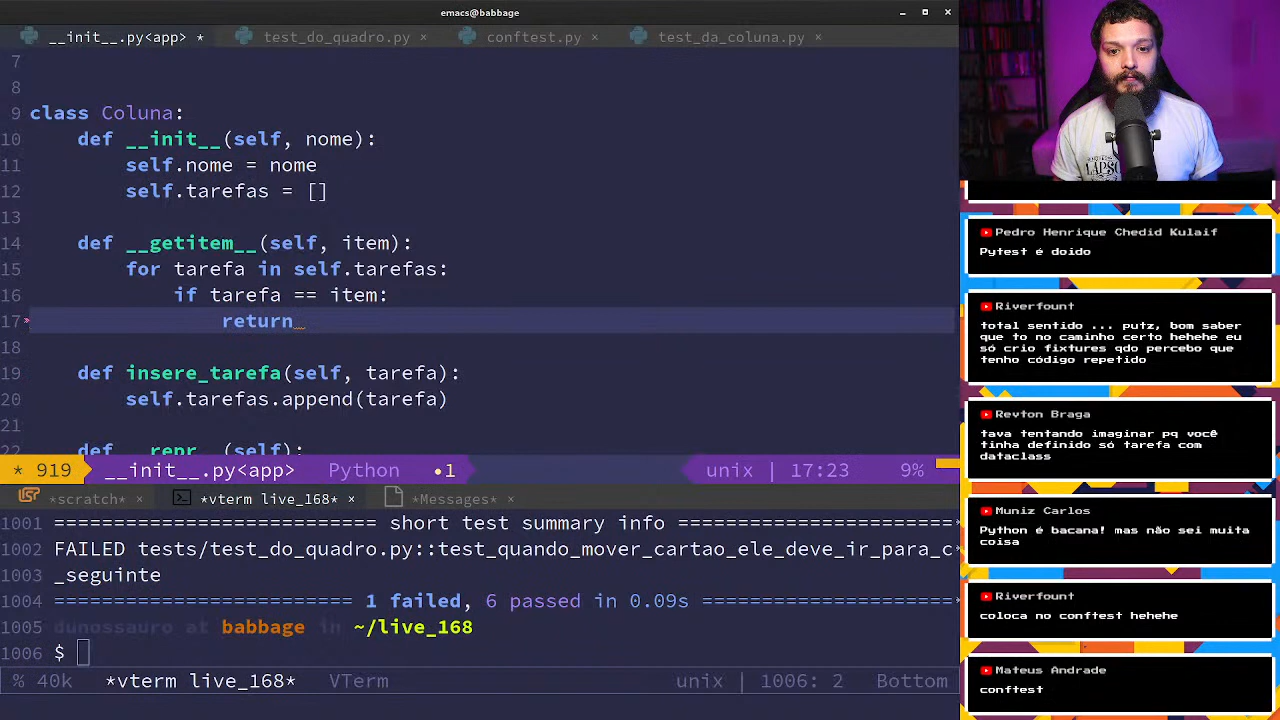 emacs@babbage
__init__.py<app> *
test_do_quadro.py ×
conftest.py ×
test_da_coluna.py ×
7
8
9 class Coluna:
10 def __init__(self, nome):
11 self.nome = nome
12 self.tarefas = []
13
14 def __getitem__(self, item):
15 for tarefa in self.tarefas:
16 if tarefa == item:
17 return
18
19 def insere_tarefa(self, tarefa):
20 self.tarefas.append(tarefa)
21
22 def __repr__(self):
* 919 __init__.py<app> Python •1 unix | 17:23 9%
*scratch* × *vterm live_168* × *Messages* ×
1001 ========================== short test summary info ======================
1002 FAILED tests/test_do_quadro.py::test_quando_mover_cartao_ele_deve_ir_para_c
1003 _seguinte
1004 ========================= 1 failed, 6 passed in 0.09s ====================
1005 dunossauro at babbage in ~/live_168
1006 $
% 40k *vterm live_168* VTerm unix | 1006: 2 Bottom
LAPSO
Pedro Henrique Chedid Kulaif
Pytest é doido
Riverfount
total sentido ... putz, bom saber
que to no caminho certo hehehe eu
só crio fixtures qdo percebo que
tenho código repetido
Revton Braga
tava tentando imaginar pq você
tinha definido só tarefa com
dataclass
Muniz Carlos
Python é bacana! mas não sei muita
coisa
Riverfount
coloca no conftest hehehe
Mateus Andrade
conftest